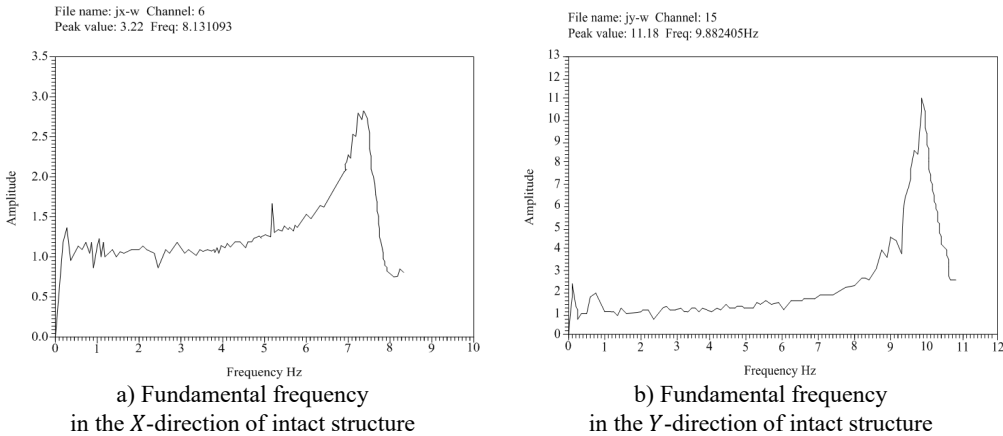 File name: jx-w Channel: 6
Peak value: 3.22 Freq: 8.131093
3.5
3.0
2.5
2.0
1.5
1.0
0.5
0.0
Amplitude
0 1 2 3 4 5 6 7 8 9 10
Frequency Hz
a) Fundamental frequency
in the X-direction of intact structure
File name: jy-w Channel: 15
Peak value: 11.18 Freq: 9.882405Hz
13
12
11
10
9
8
7
6
5
4
3
2
1
0
Amplitude
0 1 2 3 4 5 6 7 8 9 10 11 12
Frequency Hz
b) Fundamental frequency
in the Y-direction of intact structure